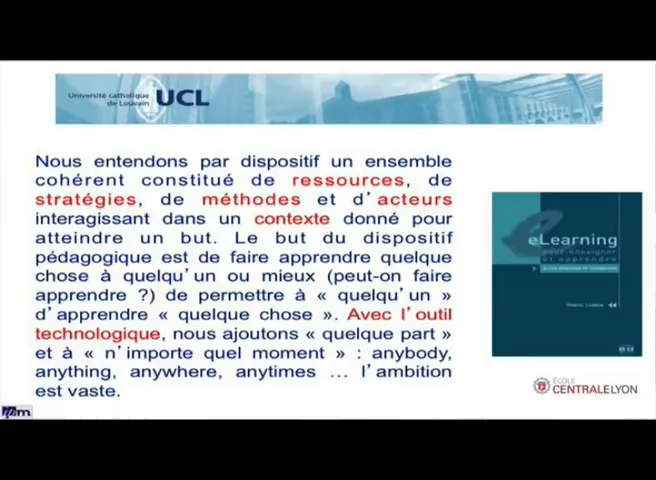 Université catholique
de Louvain
UCL
Nous entendons par dispositif un ensemble
cohérent constitué de ressources, de
stratégies, de méthodes et d'acteurs
interagissant dans un contexte donné pour
atteindre un but. Le but du dispositif
pédagogique est de faire apprendre quelque
chose à quelqu'un ou mieux (peut-on faire
apprendre ?) de permettre à « quelqu'un »
d'apprendre « quelque chose ». Avec l'outil
technologique, nous ajoutons « quelque part »
et à « n'importe quel moment » : anybody,
anything, anywhere, anytimes ... l'ambition
est vaste.
eLearning
pour enseigner
et apprendre
ÉCOLE
CENTRALELYON